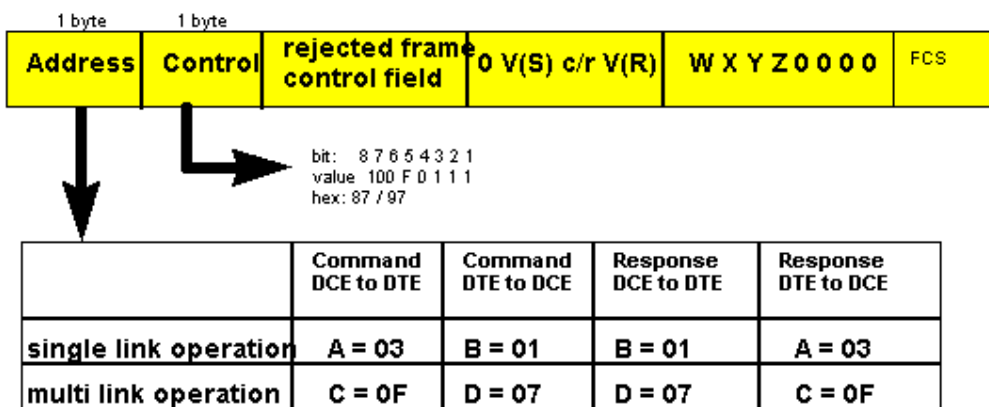 1 byte 1 byte
Address Control rejected frame control field 0 V(S) c/r V(R) W X Y Z 0 0 0 0 FCS
bit: 8 7 6 5 4 3 2 1
value 100 F 0 1 1 1
hex: 87 / 97
Command DCE to DTE Command DTE to DCE Response DCE to DTE Response DTE to DCE
single link operation A = 03 B = 01 B = 01 A = 03
multi link operation C = 0F D = 07 D = 07 C = 0F